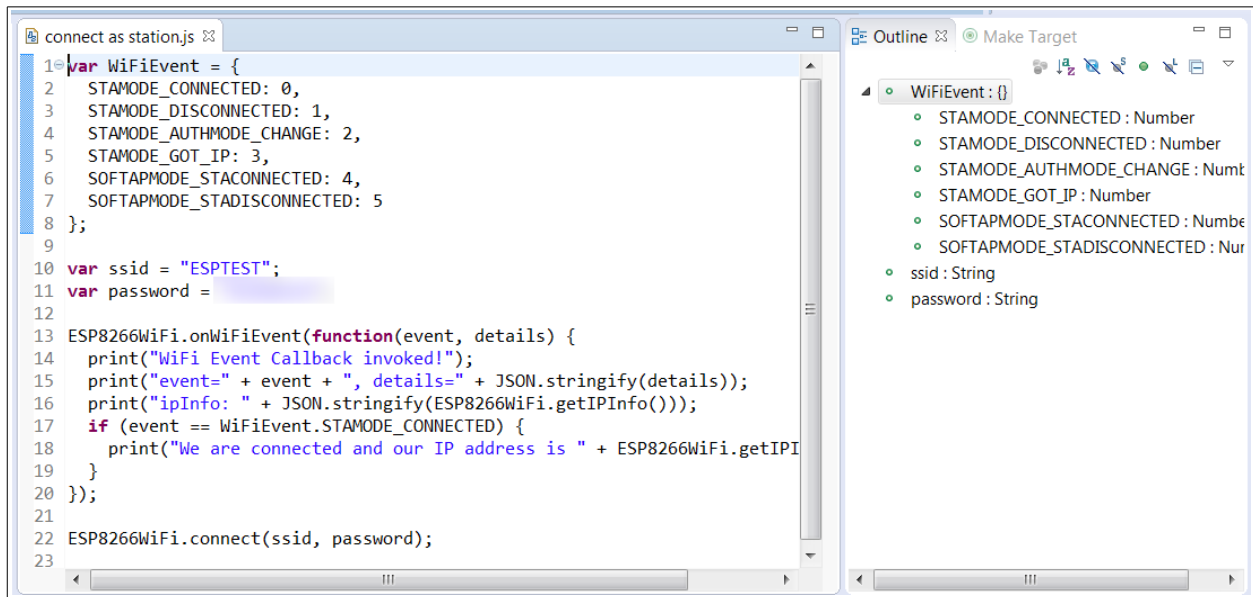 connect as station.js
1 var WiFiEvent = {
2 STAMODE_CONNECTED: 0,
3 STAMODE_DISCONNECTED: 1,
4 STAMODE_AUTHMODE_CHANGE: 2,
5 STAMODE_GOT_IP: 3,
6 SOFTAPMODE_STACONNECTED: 4,
7 SOFTAPMODE_STADISCONNECTED: 5
8 };
9
10 var ssid = "ESPTEST";
11 var password =
12
13 ESP8266WiFi.onWiFiEvent(function(event, details) {
14 print("WiFi Event Callback invoked!");
15 print("event=" + event + ", details=" + JSON.stringify(details));
16 print("ipInfo: " + JSON.stringify(ESP8266WiFi.getIPInfo()));
17 if (event == WiFiEvent.STAMODE_CONNECTED) {
18 print("We are connected and our IP address is " + ESP8266WiFi.getIPI
19 }
20 });
21
22 ESP8266WiFi.connect(ssid, password);
23
Outline Make Target
WiFiEvent : {}
STAMODE_CONNECTED : Number
STAMODE_DISCONNECTED : Number
STAMODE_AUTHMODE_CHANGE : Numb
STAMODE_GOT_IP : Number
SOFTAPMODE_STACONNECTED : Numbe
SOFTAPMODE_STADISCONNECTED : Nur
ssid : String
password : String